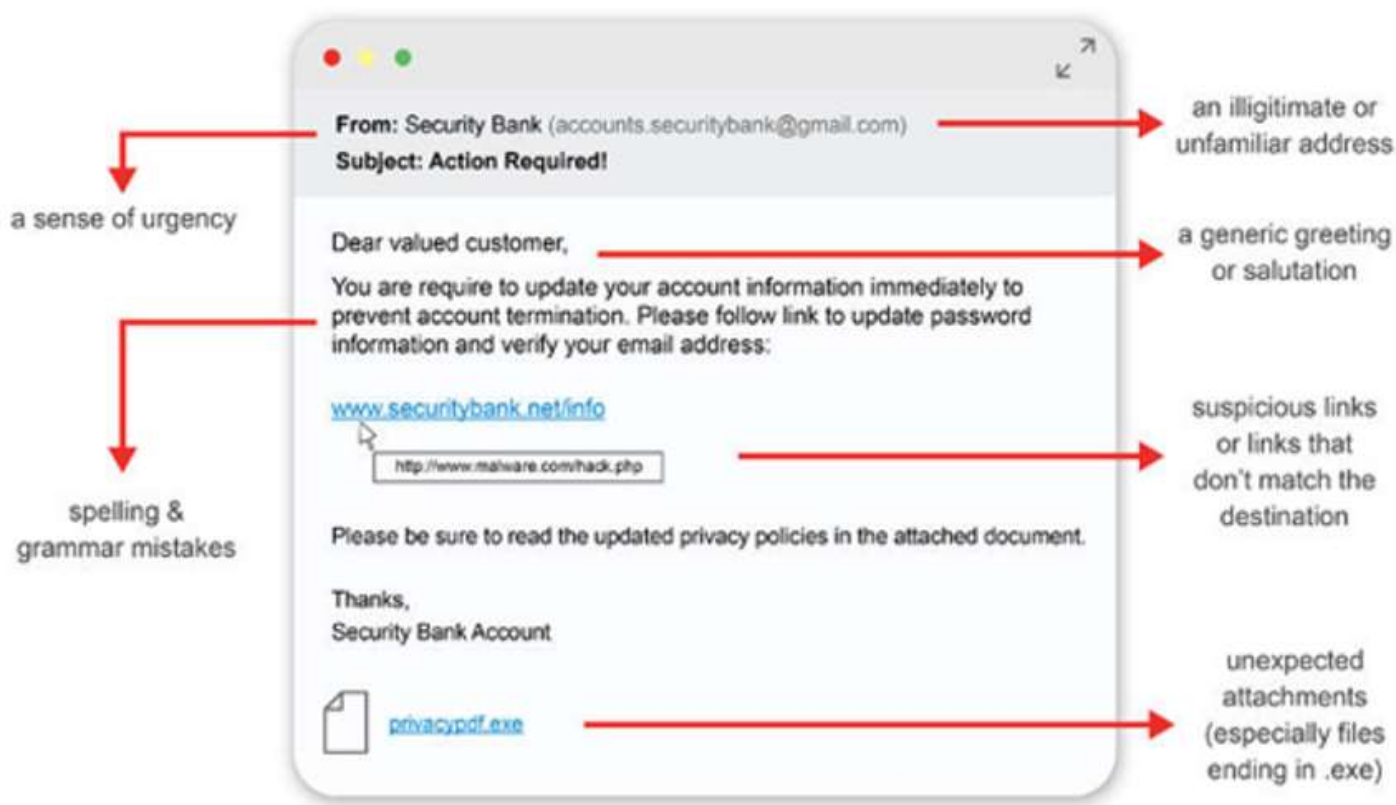 From: Security Bank (accounts.securitybank@gmail.com)
Subject: Action Required!
an illigitimate or
unfamiliar address
a sense of urgency
Dear valued customer,
a generic greeting
or salutation
You are require to update your account information immediately to
prevent account termination. Please follow link to update password
information and verify your email address:
www.securitybank.net/info
http://www.malware.com/hack.php
suspicious links
or links that
don't match the
destination
spelling &
grammar mistakes
Please be sure to read the updated privacy policies in the attached document.
Thanks,
Security Bank Account
privacypdf.exe
unexpected
attachments
(especially files
ending in .exe)